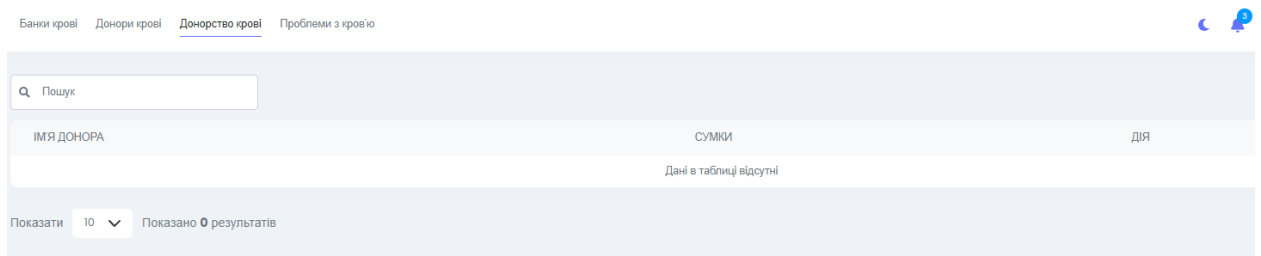 Банки крові Донори крові Донорство крові Проблеми з кров'ю 3
Пошук
ІМ'Я ДОНОРА СУМКИ ДІЯ
Дані в таблиці відсутні
Показати 10 Показано 0 результатів